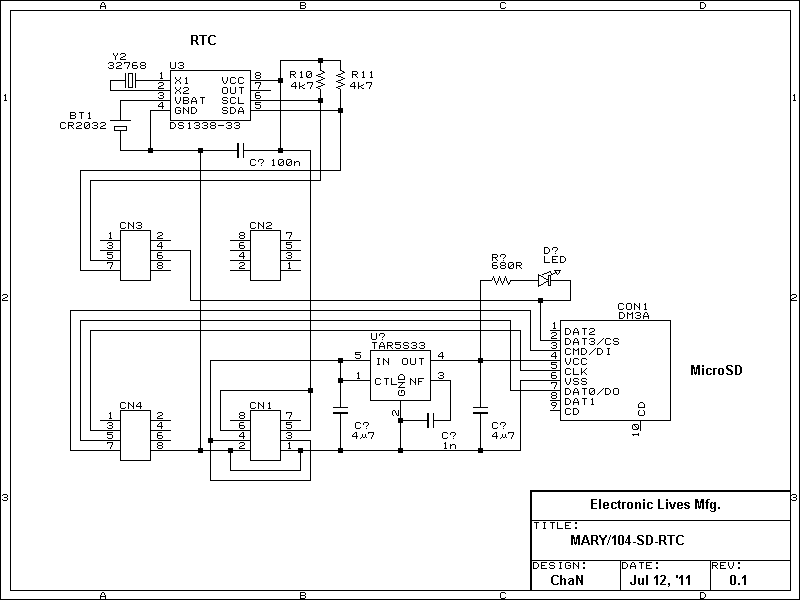 A B C D
RTC
Y2
32768
U3
1 X1 VCC 8
2 X2 OUT 7
3 VBAT SCL 6
4 GND SDA 5
DS1338-33
R10
4k7
R11
4k7
1
1
BT1
CR2032
C? 100n
CN3
1 2
3 4
5 6
7 8
CN2
8 7
6 5
4 3
2 1
R?
680R
D?
LED
2
2
CON1
DM3A
1 DAT2
2 DAT3/CS
3 CMD/DI
4 VCC
5 CLK
6 VSS
7 DAT0/DO
8 DAT1
9 CD
CD
10
MicroSD
U?
TAR5S33
5 IN OUT 4
1 CTL NF 3
GND
2
C?
4µ7
C?
1n
C?
4µ7
CN4
1 2
3 4
5 6
7 8
CN1
8 7
6 5
4 3
2 1
3
3
Electronic Lives Mfg.
TITLE:
MARY/104-SD-RTC
DESIGN: DATE: REV:
ChaN Jul 12, '11 0.1
A B C D